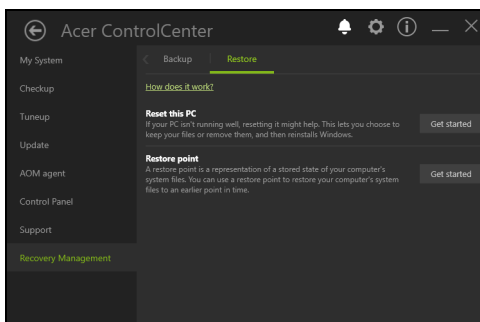 Acer ControlCenter
My System
Backup
Restore
Checkup
How does it work?
Tuneup
Reset this PC
If your PC isn't running well, resetting it might help. This lets you choose to
keep your files or remove them, and then reinstalls Windows.
Get started
Update
Restore point
A restore point is a representation of a stored state of your computer's
system files. You can use a restore point to restore your computer's system
files to an earlier point in time.
Get started
AOM agent
Control Panel
Support
Recovery Management